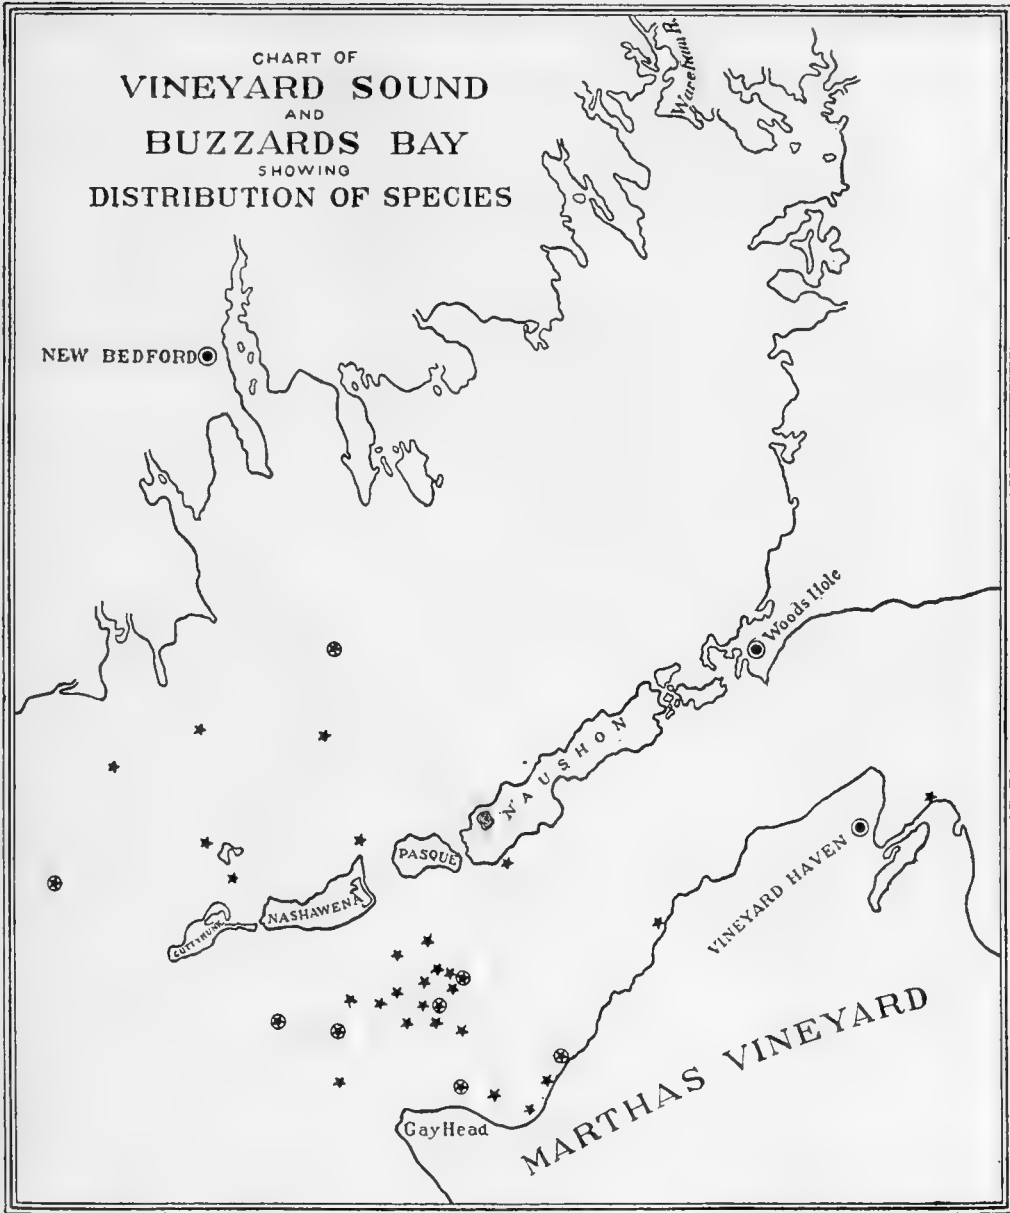 CHART OF
VINEYARD SOUND
AND
BUZZARDS BAY
SHOWING
DISTRIBUTION OF SPECIES
Wareham R.
NEW BEDFORD
Woods Hole
NAUSHON
PASQUE
NASHAWENA
CUTTYHUNK
VINEYARD HAVEN
MARTHAS VINEYARD
Gay Head